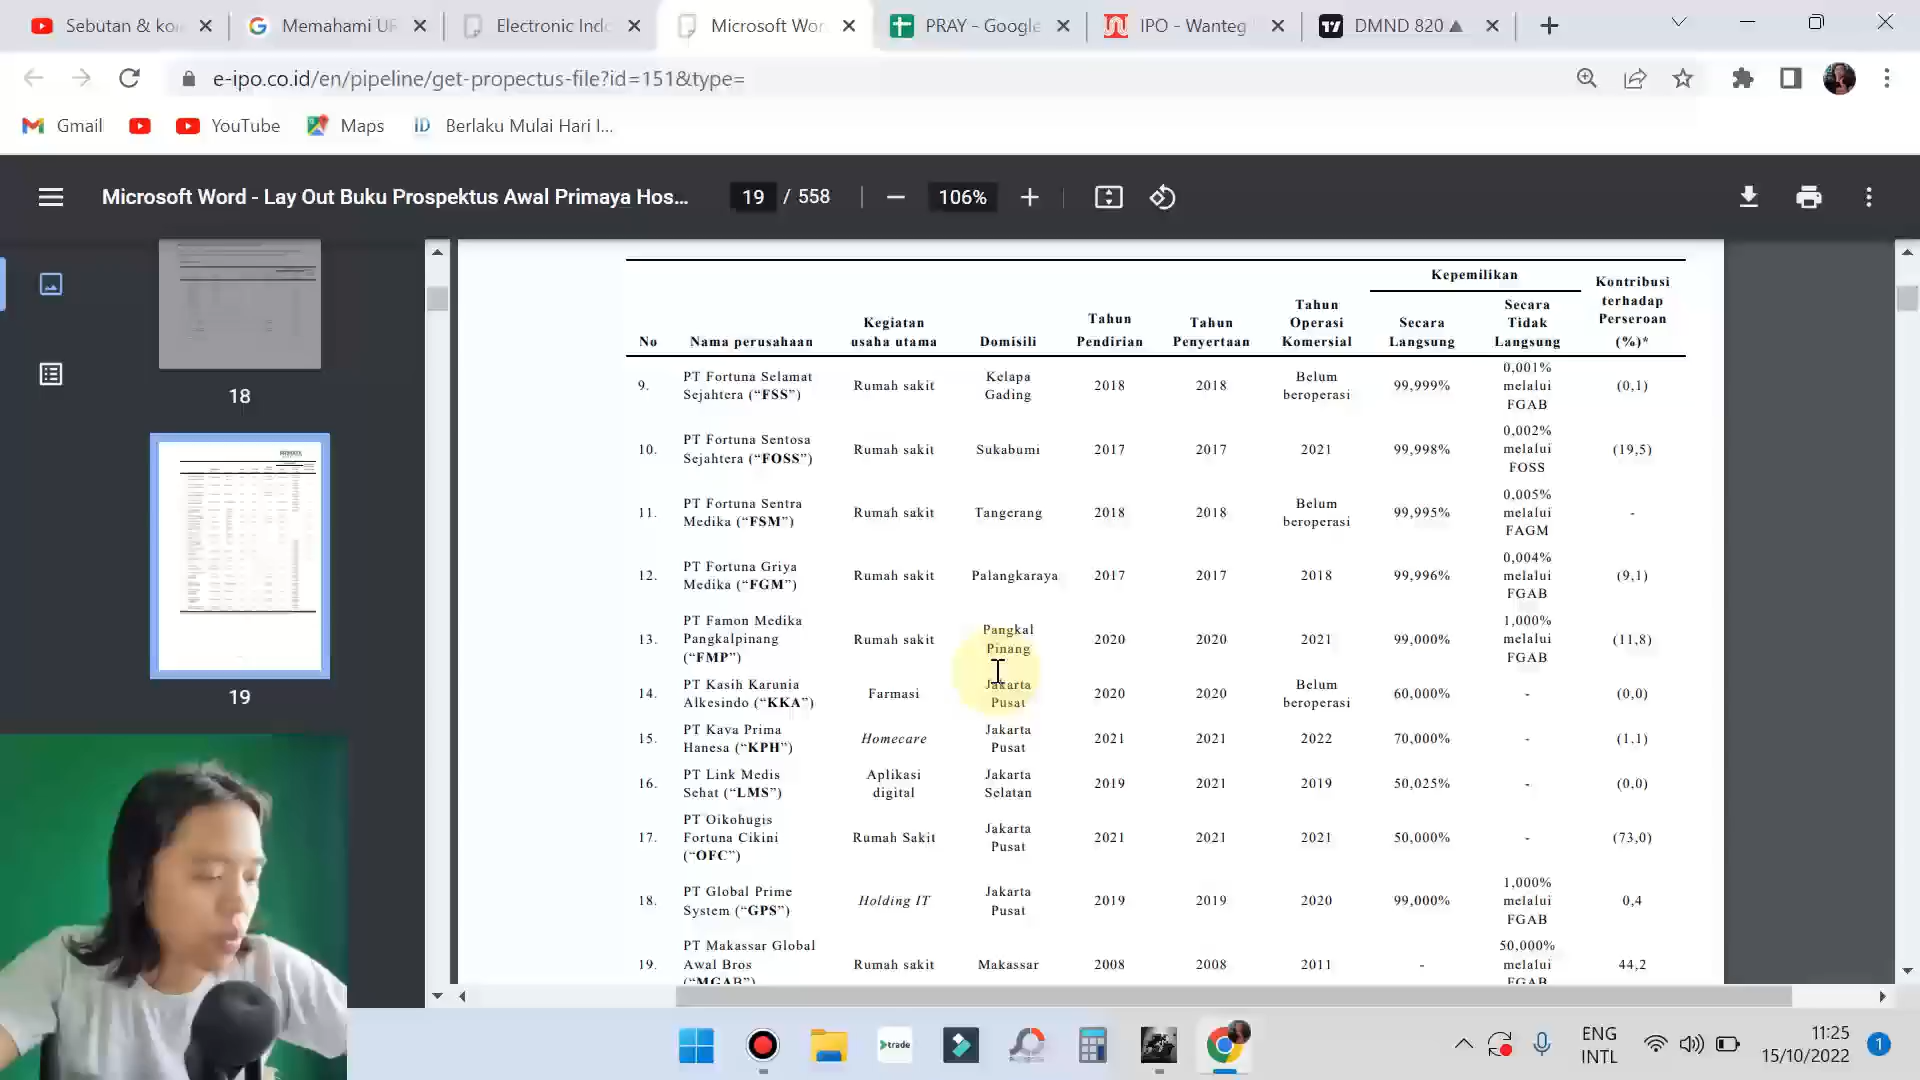 Sebutan & ko
Memahami UF
Electronic Indo
Microsoft Wor
PRAY - Google
IPO - Wanteg
DMND 820 ▲
e-ipo.co.id/en/pipeline/get-propectus-file?id=151&type=
Gmail
YouTube
Maps
Berlaku Mulai Hari I...
Microsoft Word - Lay Out Buku Prospektus Awal Primaya Hos...
19 / 558
106%
18
19
Kepemilikan
No
Nama perusahaan
Kegiatan
usaha utama
Domisili
Tahun
Pendirian
Tahun
Penyertaan
Tahun
Operasi
Komersial
Secara
Langsung
Secara
Tidak
Langsung
Kontribusi
terhadap
Perseroan
(%)*
9.
PT Fortuna Selamat
Sejahtera (“FSS”)
Rumah sakit
Kelapa
Gading
2018
2018
Belum
beroperasi
99,999%
0,001%
melalui
FGAB
(0,1)
10.
PT Fortuna Sentosa
Sejahtera (“FOSS”)
Rumah sakit
Sukabumi
2017
2017
2021
99,998%
0,002%
melalui
FOSS
(19,5)
11.
PT Fortuna Sentra
Medika (“FSM”)
Rumah sakit
Tangerang
2018
2018
Belum
beroperasi
99,995%
0,005%
melalui
FAGM
-
12.
PT Fortuna Griya
Medika (“FGM”)
Rumah sakit
Palangkaraya
2017
2017
2018
99,996%
0,004%
melalui
FGAB
(9,1)
13.
PT Famon Medika
Pangkalpinang
(“FMP”)
Rumah sakit
Pangkal
Pinang
2020
2020
2021
99,000%
1,000%
melalui
FGAB
(11,8)
14.
PT Kasih Karunia
Alkesindo (“KKA”)
Farmasi
Jakarta
Pusat
2020
2020
Belum
beroperasi
60,000%
-
(0,0)
15.
PT Kava Prima
Hanesa (“KPH”)
Homecare
Jakarta
Pusat
2021
2021
2022
70,000%
-
(1,1)
16.
PT Link Medis
Sehat (“LMS”)
Aplikasi
digital
Jakarta
Selatan
2019
2021
2019
50,025%
-
(0,0)
17.
PT Oikohugis
Fortuna Cikini
(“OFC”)
Rumah Sakit
Jakarta
Pusat
2021
2021
2021
50,000%
-
(73,0)
18.
PT Global Prime
System (“GPS”)
Holding IT
Jakarta
Pusat
2019
2019
2020
99,000%
1,000%
melalui
FGAB
0,4
19.
PT Makassar Global
Awal Bros
(“MGAB”)
Rumah sakit
Makassar
2008
2008
2011
-
50,000%
melalui
FGAB
44,2
trade
ENG
INTL
11:25
15/10/2022
1